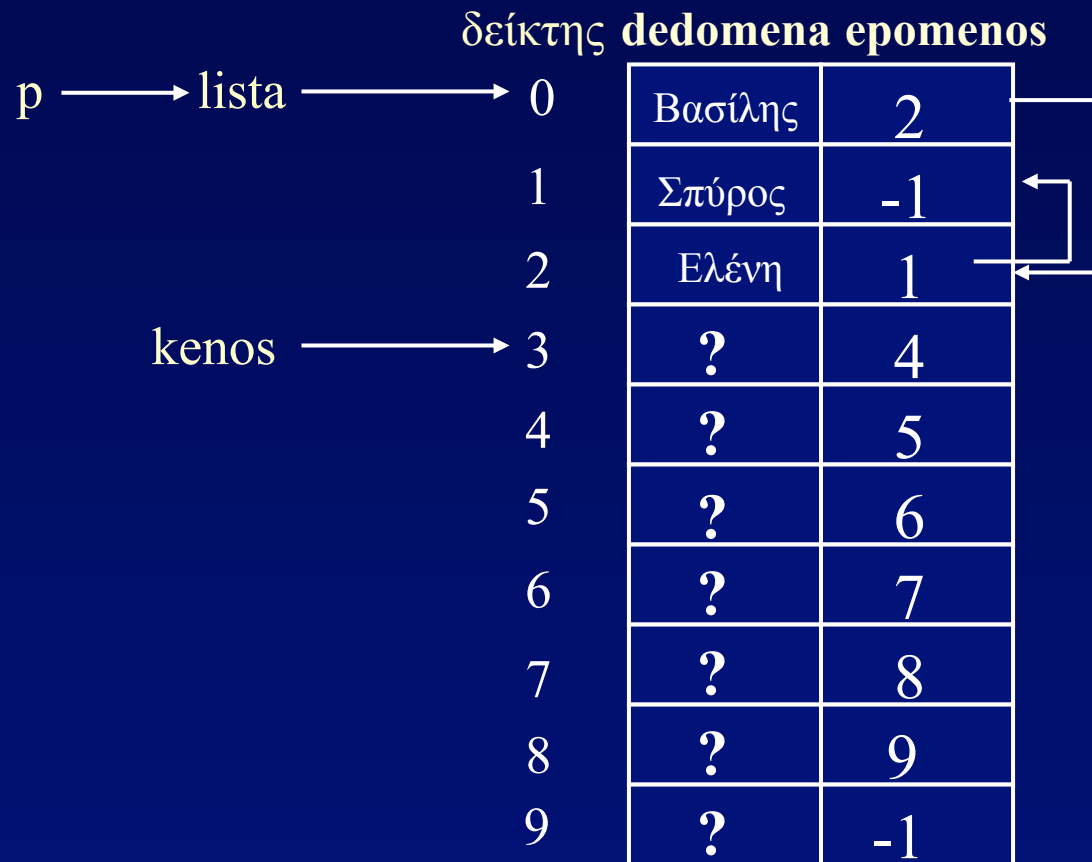 δείκτης dedomena epomenos
p lista 0 Βασίλης 2
1 Σπύρος -1
2 Ελένη 1
kenos 3 ? 4
4 ? 5
5 ? 6
6 ? 7
7 ? 8
8 ? 9
9 ? -1